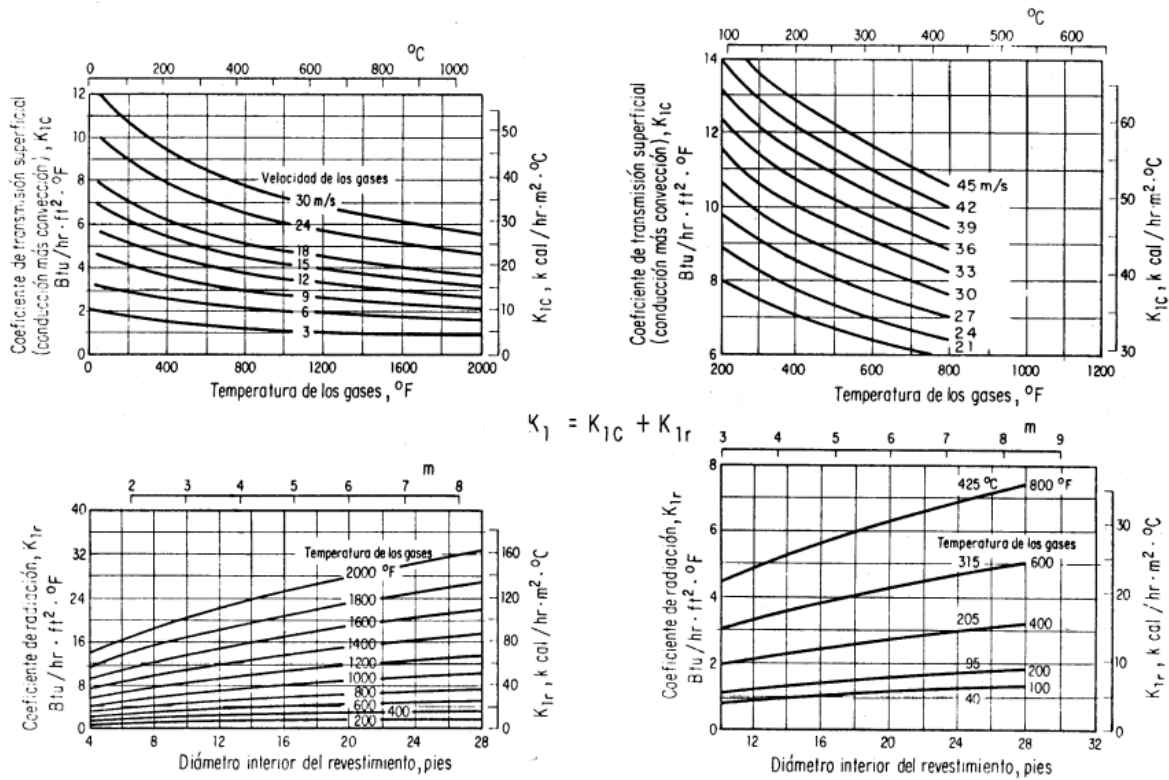 °C
0 200 400 600 800 1000
Coeficiente de transmisión superficial
(conducción más convección), K1c
Btu/hr·ft²·°F
12
10
8
6
4
2
0
Velocidad de los gases
30 m/s
24
18
15
12
9
6
3
50
40
30
20
10
0
K1c, k cal/hr·m²·°C
0 400 800 1200 1600 2000
Temperatura de los gases, °F
°C
100 200 300 400 500 600
Coeficiente de transmisión superficial
(conducción más convección), K1c
Btu/hr·ft²·°F
14
12
10
8
6
45 m/s
42
39
36
33
30
27
24
21
60
50
40
30
K1c, k cal/hr·m²·°C
200 400 600 800 1000 1200
Temperatura de los gases, °F
K1 = K1C + K1r
m
2 3 4 5 6 7 8
Coeficiente de radiación, K1r
Btu/hr·ft²·°F
40
32
24
16
8
0
Temperatura de los gases
2000 °F
1800
1600
1400
1200
1000
800
600
400
200
160
120
80
40
0
K1r, k cal/hr·m²·°C
4 8 12 16 20 24 28
Diámetro interior del revestimiento, pies
m
3 4 5 6 7 8 9
Coeficiente de radiación, K1r
Btu/hr·ft²·°F
8
6
4
2
0
425 °C 800 °F
Temperatura de los gases
315 600
205 400
95 200
40 100
30
20
10
0
K1r, k cal/hr·m²·°C
12 16 20 24 28 32
Diámetro interior del revestimiento, pies